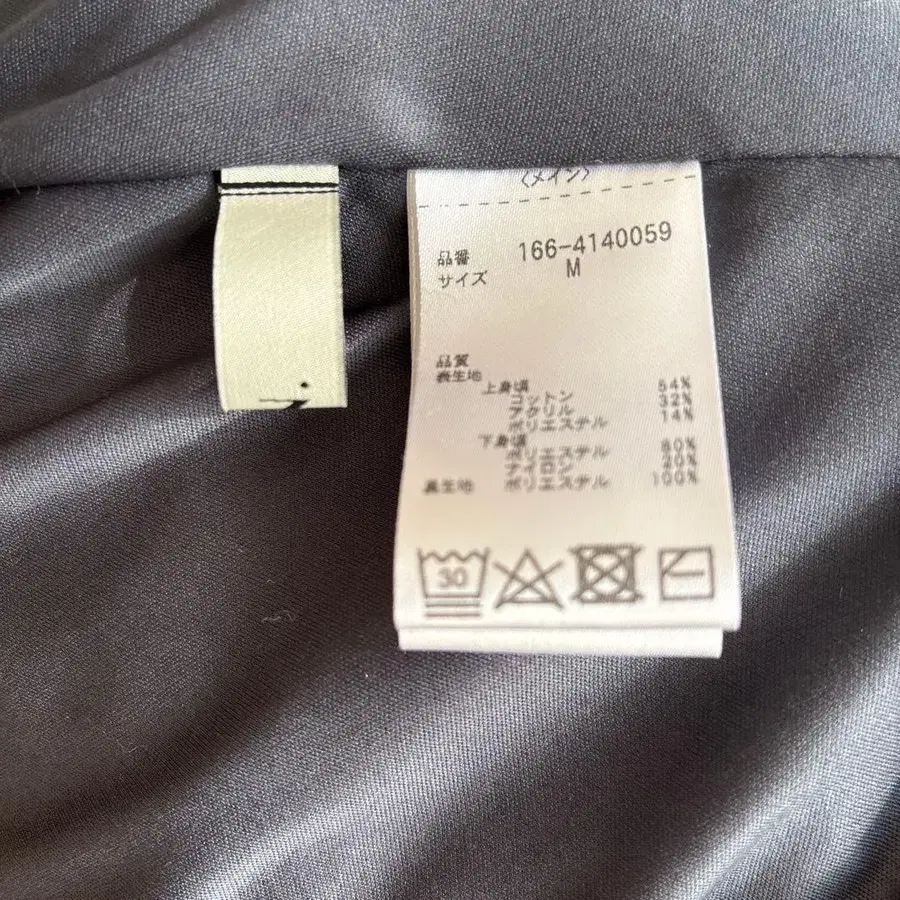 〈メイン〉
品番 166-4140059
サイズ M
品質
表生地
上身頃
コットン 54%
アクリル 32%
ポリエステル 14%
下身頃
ポリエステル 80%
ナイロン 20%
裏生地 ポリエステル 100%
30